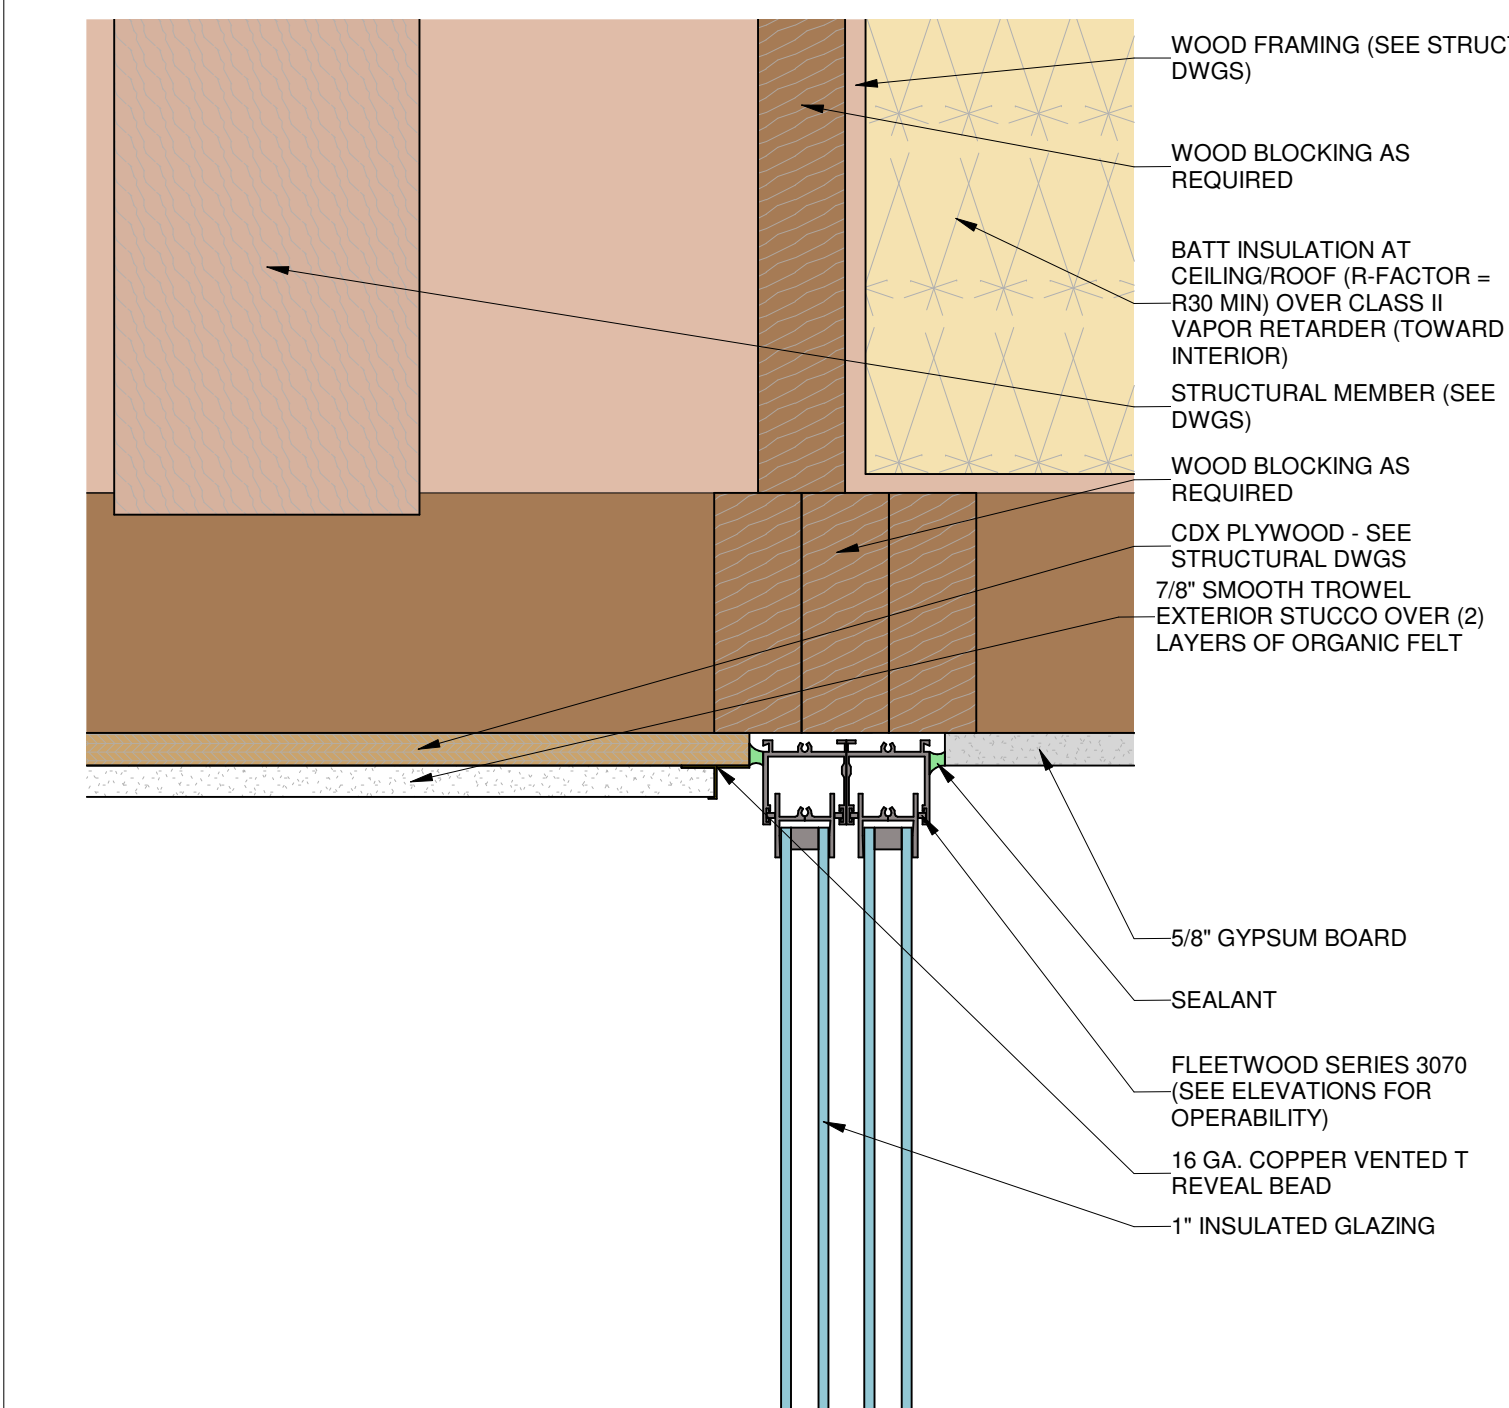 WOOD FRAMING (SEE STRUCT
DWGS)
WOOD BLOCKING AS
REQUIRED
BATT INSULATION AT
CEILING/ROOF (R-FACTOR =
R30 MIN) OVER CLASS II
VAPOR RETARDER (TOWARD
INTERIOR)
STRUCTURAL MEMBER (SEE
DWGS)
WOOD BLOCKING AS
REQUIRED
CDX PLYWOOD - SEE
STRUCTURAL DWGS
7/8" SMOOTH TROWEL
EXTERIOR STUCCO OVER (2)
LAYERS OF ORGANIC FELT
5/8" GYPSUM BOARD
SEALANT
FLEETWOOD SERIES 3070
(SEE ELEVATIONS FOR
OPERABILITY)
16 GA. COPPER VENTED T
REVEAL BEAD
1" INSULATED GLAZING